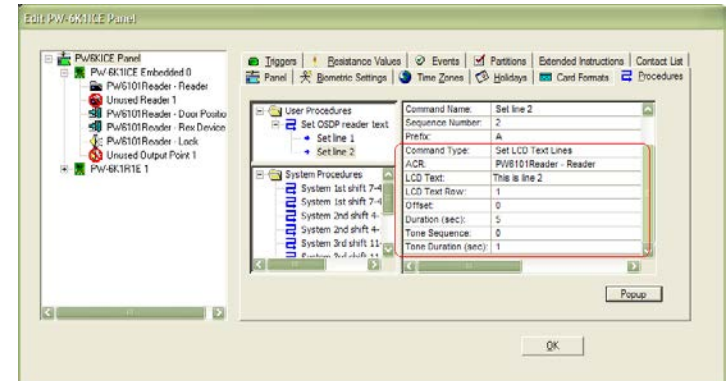 Edit PW-6K1ICE Panel
PW6KICE Panel
PW-6K1ICE Embedded 0
PW6101Reader - Reader
Unused Reader 1
PW6101Reader - Door Positio
PW6101Reader - Rex Device
PW6101Reader - Lock
Unused Output Point 1
PW-6K1R1E 1
Triggers
Resistance Values
Events
Partitions
Extended Instructions
Contact List
Panel
Biometric Settings
Time Zones
Holidays
Card Formats
Procedures
User Procedures
Set OSDP reader text
Set line 1
Set line 2
System Procedures
System 1st shift 7-4
System 1st shift 7-4
System 2nd shift 4-
System 2nd shift 4-
System 3rd shift 11-
System 3rd shift 11
Command Name: Set line 2
Sequence Number: 2
Prefix: A
Command Type: Set LCD Text Lines
ACR: PW6101Reader - Reader
LCD Text: This is line 2
LCD Text Row: 1
Offset: 0
Duration (sec): 5
Tone Sequence: 0
Tone Duration (sec): 1
Popup
OK